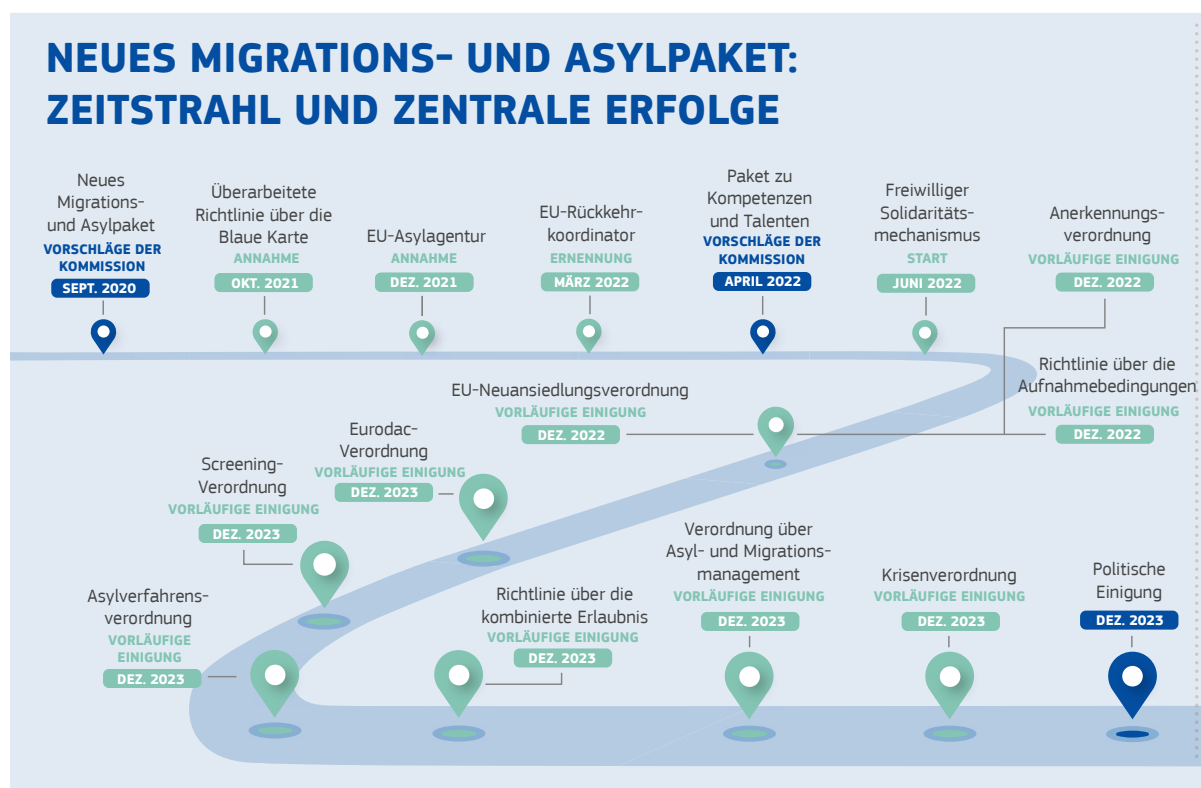 NEUES MIGRATIONS- UND ASYLPAKET:
ZEITSTRAHL UND ZENTRALE ERFOLGE
Neues
Migrations-
und Asylpaket
VORSCHLÄGE DER
KOMMISSION
SEPT. 2020
Überarbeitete
Richtlinie über die
Blaue Karte
ANNAHME
OKT. 2021
EU-Asylagentur
ANNAHME
DEZ. 2021
EU-Rückkehr-
koordinator
ERNENNUNG
MÄRZ 2022
Paket zu
Kompetenzen
und Talenten
VORSCHLÄGE DER
KOMMISSION
APRIL 2022
Freiwilliger
Solidaritäts-
mechanismus
START
JUNI 2022
Anerkennungs-
verordnung
VORLÄUFIGE EINIGUNG
DEZ. 2022
Richtlinie über die
Aufnahmebedingungen
VORLÄUFIGE EINIGUNG
DEZ. 2022
EU-Neuansiedlungsverordnung
VORLÄUFIGE EINIGUNG
DEZ. 2022
Eurodac-
Verordnung
VORLÄUFIGE EINIGUNG
DEZ. 2023
Screening-
Verordnung
VORLÄUFIGE EINIGUNG
DEZ. 2023
Asylverfahrens-
verordnung
VORLÄUFIGE
EINIGUNG
DEZ. 2023
Richtlinie über die
kombinierte Erlaubnis
VORLÄUFIGE EINIGUNG
DEZ. 2023
Verordnung über
Asyl- und Migrations-
management
VORLÄUFIGE EINIGUNG
DEZ. 2023
Krisenverordnung
VORLÄUFIGE EINIGUNG
DEZ. 2023
Politische
Einigung
DEZ. 2023